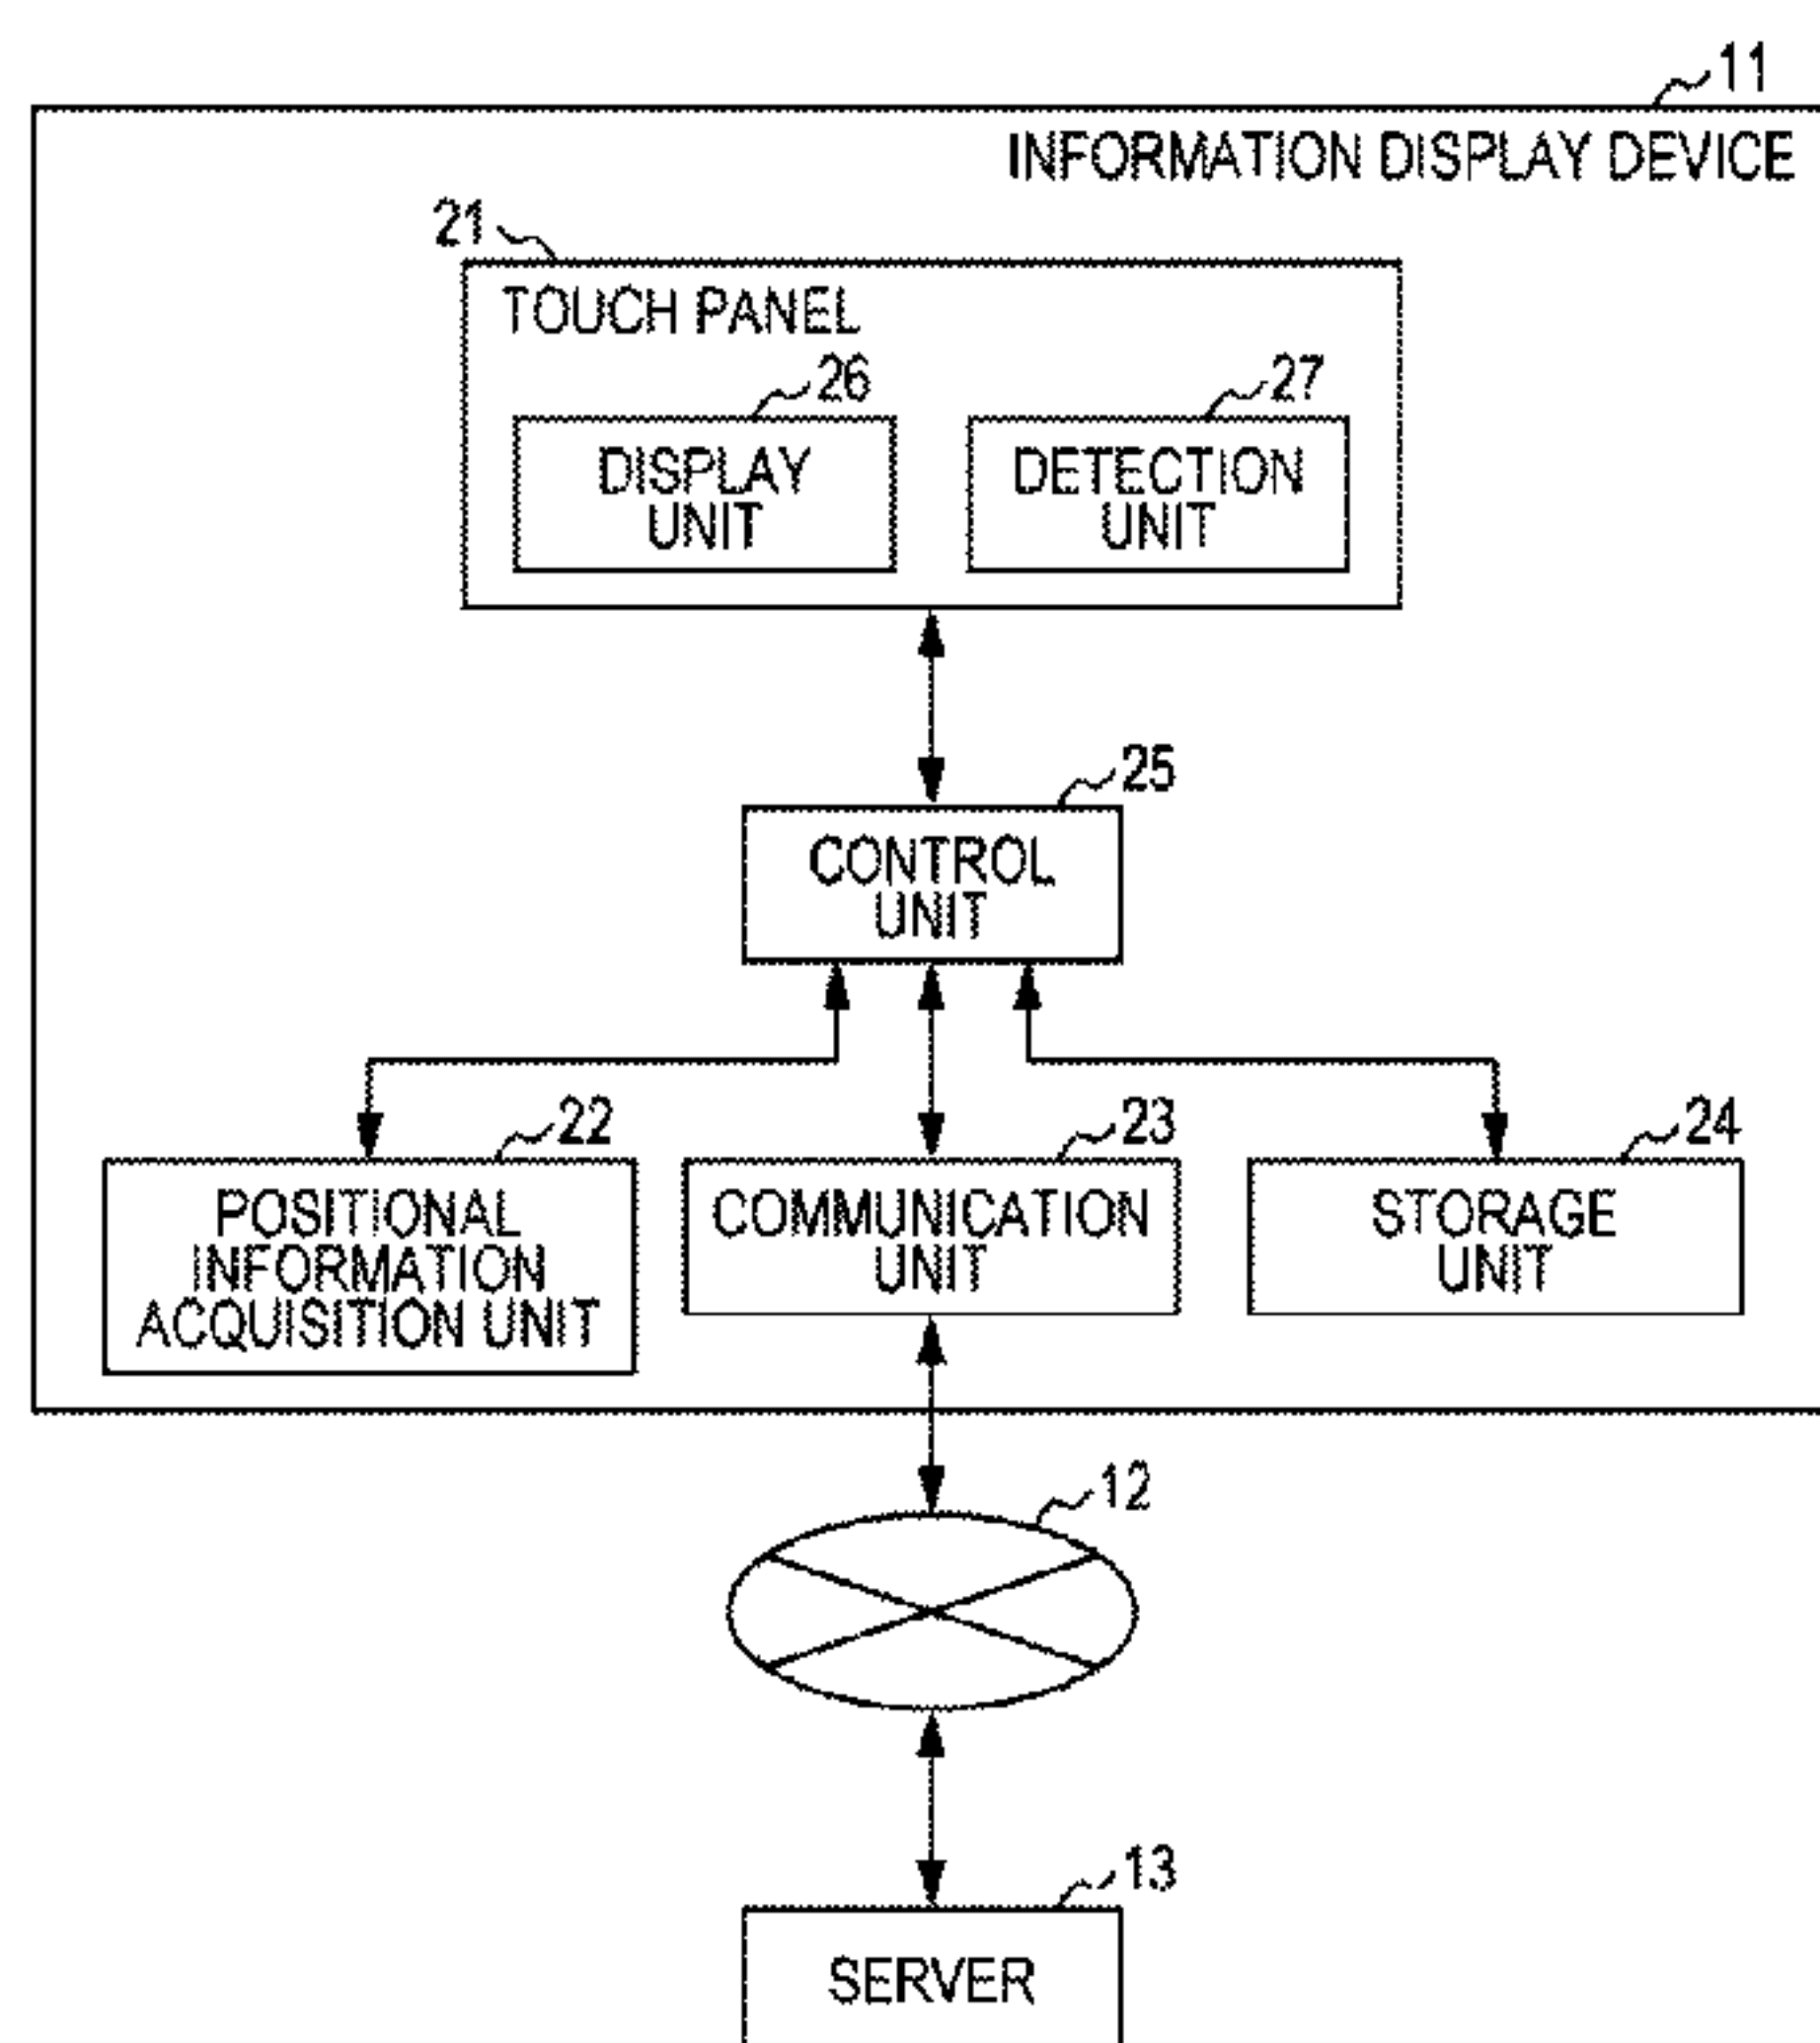 11
INFORMATION DISPLAY DEVICE
21
TOUCH PANEL
26
27
DISPLAY
UNIT
DETECTION
UNIT
25
CONTROL
UNIT
22
23
24
POSITIONAL
INFORMATION
ACQUISITION UNIT
COMMUNICATION
UNIT
STORAGE
UNIT
12
13
SERVER